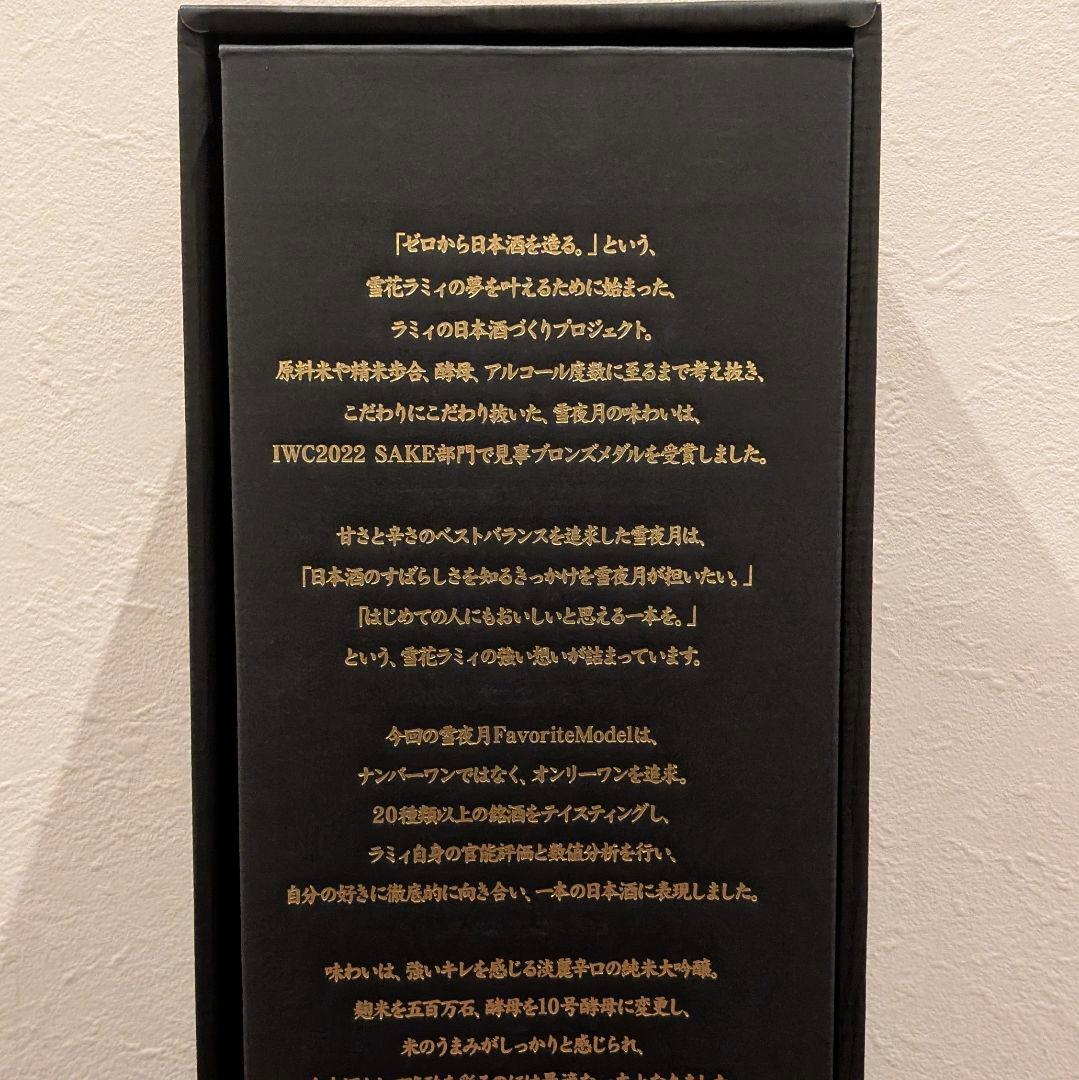 「ゼロから日本酒を造る。」という、
雪花ラミィの夢を叶えるために始まった、
ラミィの日本酒づくりプロジェクト。
原料米や精米歩合、酵母、アルコール度数に至るまで考え抜き、
こだわりにこだわり抜いた、雪夜月の味わいは、
IWC2022 SAKE部門で見事ブロンズメダルを受賞しました。
甘さと辛さのベストバランスを追求した雪夜月は、
「日本酒のすばらしさを知るきっかけを雪夜月が担いたい。」
「はじめての人にもおいしいと思える一本を。」
という、雪花ラミィの強い想いが詰まっています。
今回の雪夜月FavoriteModelは、
ナンバーワンではなく、オンリーワンを追求。
20種類以上の銘酒をテイスティングし、
ラミィ自身の官能評価と数値分析を行い、
自分の好きに徹底的に向き合い、一本の日本酒に表現しました。
味わいは、強いキレを感じる淡麗辛口の純米大吟醸。
麹米を五百万石、酵母を10号酵母に変更し、
米のうまみがしっかりと感じられ、